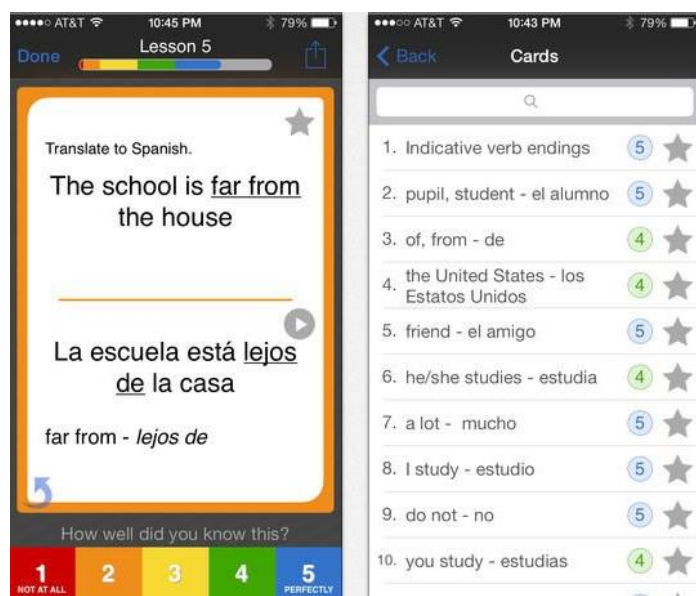 AT&T 10:45 PM 79%
Done Lesson 5
Translate to Spanish.
The school is far from
the house
La escuela está lejos
de la casa
far from - lejos de
How well did you know this?
1 2 3 4 5
NOT AT ALL PERFECTLY
AT&T 10:43 PM 79%
Back Cards
1. Indicative verb endings 5
2. pupil, student - el alumno 5
3. of, from - de 4
4. the United States - los
Estatos Unidos 4
5. friend - el amigo 5
6. he/she studies - estudia 4
7. a lot - mucho 5
8. I study - estudio 5
9. do not - no 5
10. you study - estudias 4